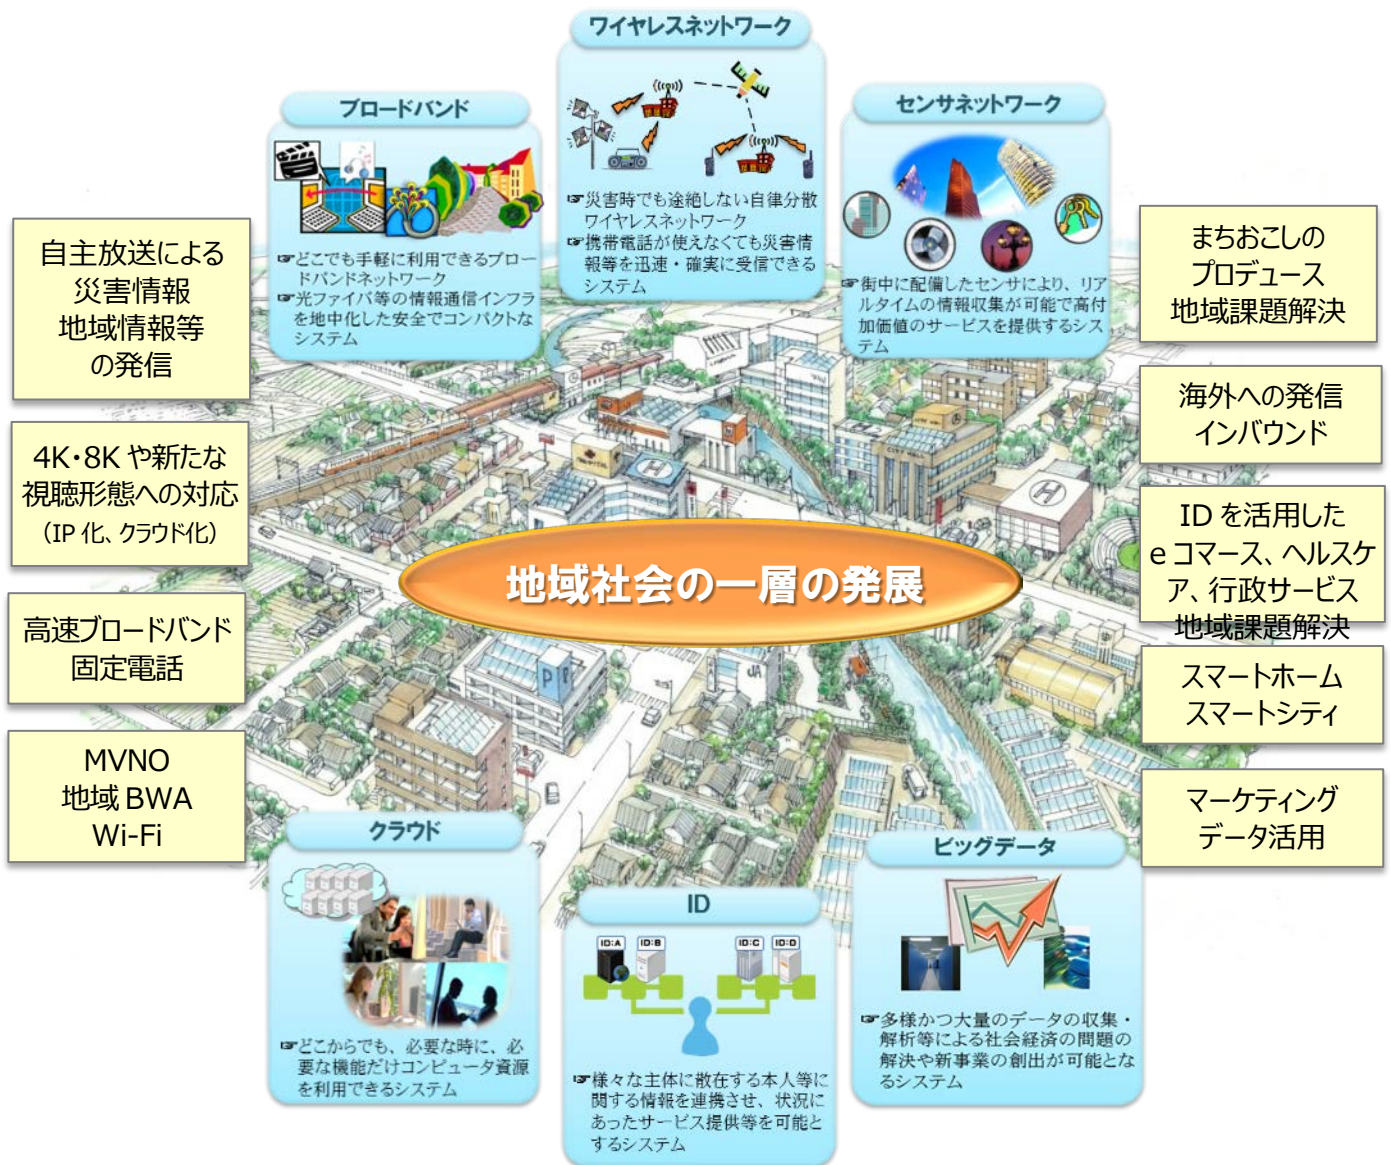 ワイヤレスネットワーク
☞災害時でも途絶しない自律分散
ワイヤレスネットワーク
☞携帯電話が使えなくても災害情
報等を迅速・確実に受信できる
システム
ブロードバンド
☞どこでも手軽に利用できるブロー
ドバンドネットワーク
☞光ファイバ等の情報通信インフラ
を地中化した安全でコンパクトな
システム
センサネットワーク
☞街中に配備したセンサにより、リア
ルタイムの情報収集が可能で高付
加価値のサービスを提供するシス
テム
自主放送による
災害情報
地域情報等
の発信
4K・8K や新たな
視聴形態への対応
（IP 化、クラウド化）
高速ブロードバンド
固定電話
MVNO
地域 BWA
Wi-Fi
まちおこしの
プロデュース
地域課題解決
海外への発信
インバウンド
ID を活用した
e コマース、ヘルスケ
ア、行政サービス
地域課題解決
スマートホーム
スマートシティ
マーケティング
データ活用
CITY HALL
HOSPITAL
H
H
地域社会の一層の発展
P
JA
クラウド
☞どこからでも、必要な時に、必
要な機能だけコンピュータ資源
を利用できるシステム
ID
ID:A
ID:B
ID:C
ID:D
☞様々な主体に散在する本人等に
関する情報を連携させ、状況に
あったサービス提供等を可能と
するシステム
ビッグデータ
☞多様かつ大量のデータの収集・
解析等による社会経済の問題の
解決や新事業の創出が可能とな
るシステム